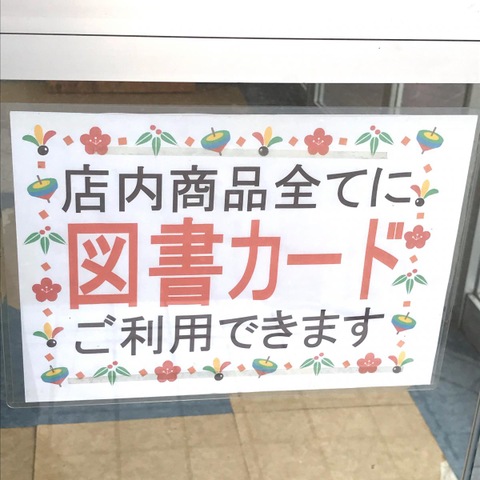 店内商品全てに
図書カード
ご利用できます